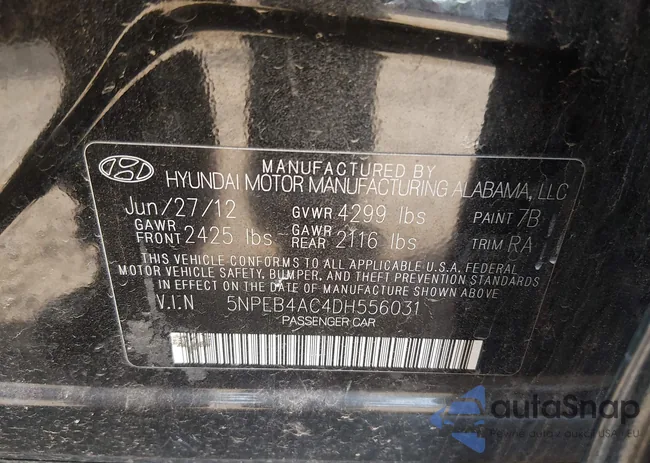 MANUFACTURED BY
HYUNDAI MOTOR MANUFACTURING ALABAMA, LLC
Jun/27/12 GVWR 4299 lbs PAINT 7B
GAWR FRONT 2425 lbs GAWR REAR 2116 lbs TRIM RA
THIS VEHICLE CONFORMS TO ALL APPLICABLE U.S.A. FEDERAL
MOTOR VEHICLE SAFETY, BUMPER, AND THEFT PREVENTION STANDARDS
IN EFFECT ON THE DATE OF MANUFACTURE SHOWN ABOVE.
V.I.N 5NPEB4AC4DH556031
PASSENGER CAR
autoSnap